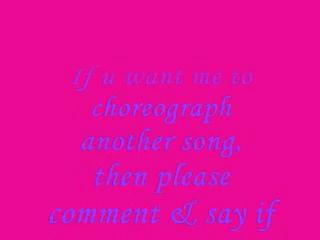 If u want me to
choreograph
another song,
then please
comment & say if